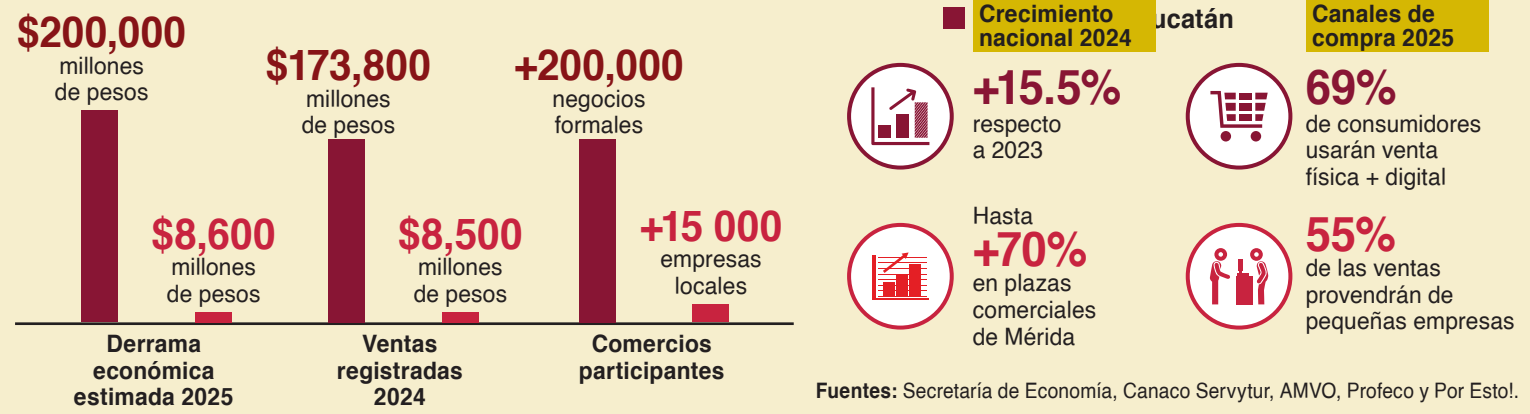 $200,000
millones
de pesos
$8,600
millones
de pesos
Derrama
económica
estimada 2025
$173,800
millones
de pesos
$8,500
millones
de pesos
Ventas
registradas
2024
+200,000
negocios
formales
+15 000
empresas
locales
Comercios
participantes
ucatán
Crecimiento
nacional 2024
+15.5%
respecto
a 2023
Hasta
+70%
en plazas
comerciales
de Mérida
Canales de
compra 2025
69%
de consumidores
usarán venta
física + digital
55%
de las ventas
provendrán de
pequeñas empresas
Fuentes: Secretaría de Economía, Canaco Servytur, AMVO, Profeco y Por Esto!.